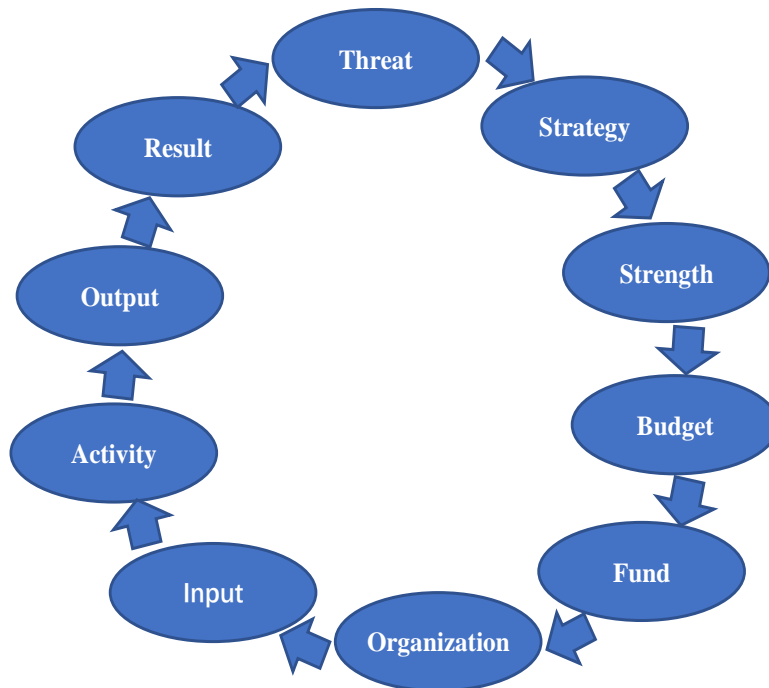 Threat
Strategy
Strength
Budget
Fund
Organization
Input
Activity
Output
Result